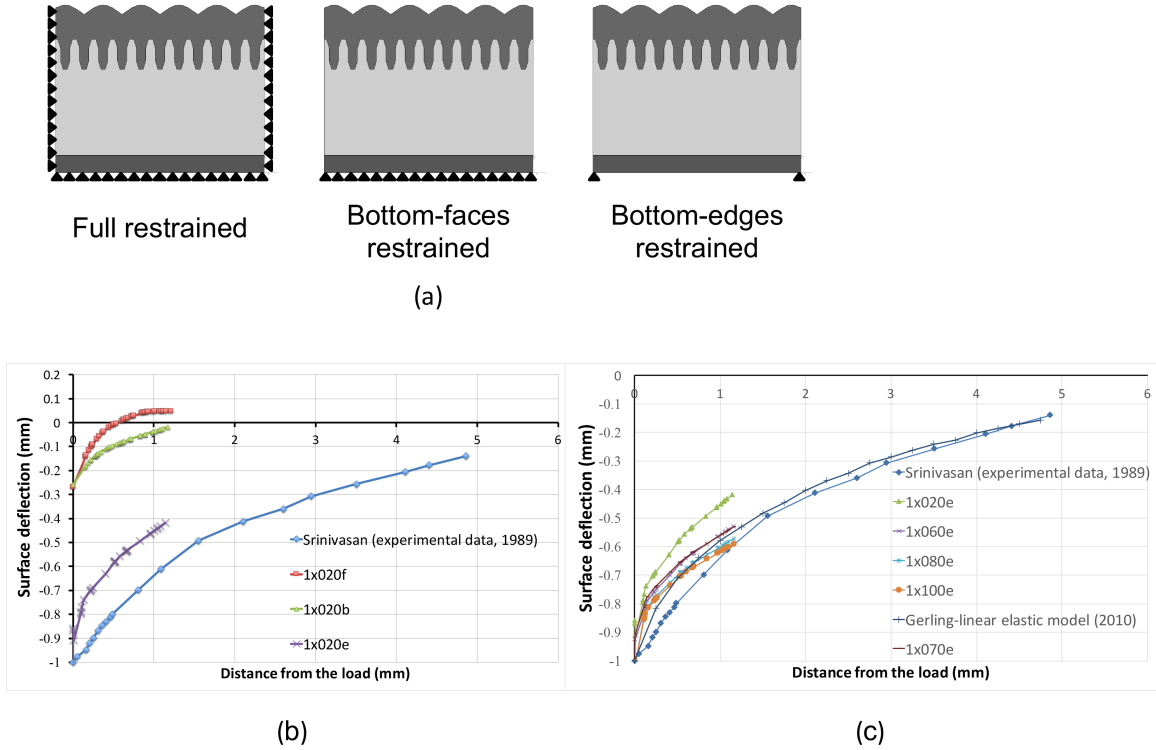 Full restrained
Bottom-faces
restrained
Bottom-edges
restrained
(a)
0.2
0.1
0
-0.1
-0.2
-0.3
-0.4
-0.5
-0.6
-0.7
-0.8
-0.9
-1
0
1
2
3
4
5
6
Surface deflection (mm)
Distance from the load (mm)
Srinivasan (experimental data, 1989)
1x020f
1x020b
1x020e
(b)
0
-0.1
-0.2
-0.3
-0.4
-0.5
-0.6
-0.7
-0.8
-0.9
-1
0
1
2
3
4
5
6
Surface deflection (mm)
Distance from the load (mm)
Srinivasan (experimental data, 1989)
1x020e
1x060e
1x080e
1x100e
Gerling-linear elastic model (2010)
1x070e
(c)